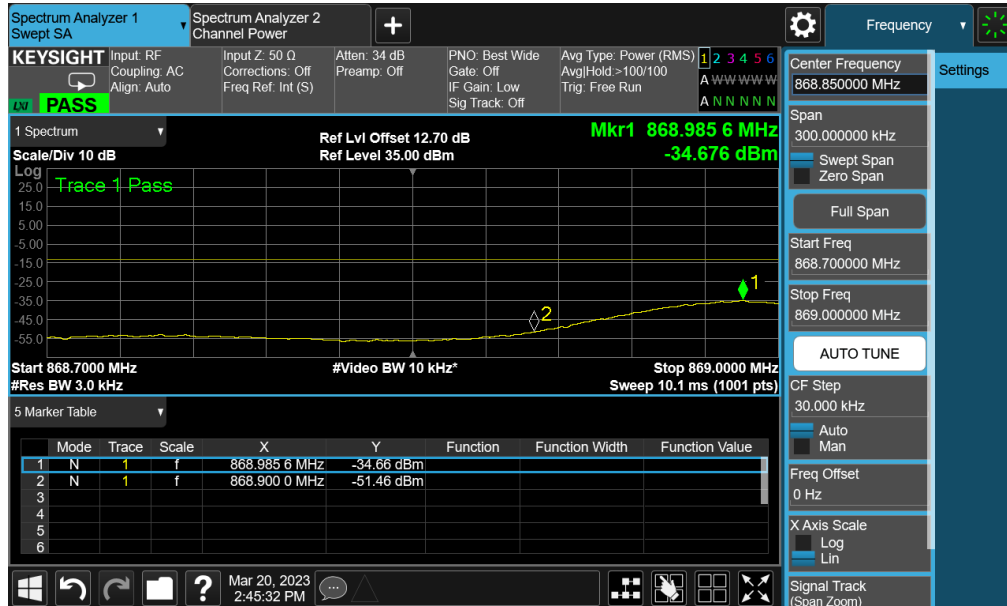 Spectrum Analyzer 1
Swept SA
Spectrum Analyzer 2
Channel Power
+
Frequency
KEYSIGHT
LXI
PASS
Input: RF
Coupling: AC
Align: Auto
Input Z: 50 Ω
Corrections: Off
Freq Ref: Int (S)
Atten: 34 dB
Preamp: Off
PNO: Best Wide
Gate: Off
IF Gain: Low
Sig Track: Off
Avg Type: Power (RMS)
Avg|Hold:>100/100
Trig: Free Run
1 2 3 4 5 6
A W W W W W
A N N N N N
1 Spectrum
Scale/Div 10 dB
Ref Lvl Offset 12.70 dB
Ref Level 35.00 dBm
Mkr1 868.985 6 MHz
-34.676 dBm
Log
Trace 1 Pass
25.0
15.0
5.00
-5.00
-15.0
-25.0
-35.0
-45.0
-55.0
1
2
Start 868.7000 MHz
#Res BW 3.0 kHz
#Video BW 10 kHz*
Stop 869.0000 MHz
Sweep 10.1 ms (1001 pts)
5 Marker Table
Mode Trace Scale X Y Function Function Width Function Value
1 N 1 f 868.985 6 MHz -34.66 dBm
2 N 1 f 868.900 0 MHz -51.46 dBm
3
4
5
6
?
Mar 20, 2023
2:45:32 PM
Center Frequency
868.850000 MHz
Span
300.000000 kHz
Swept Span
Zero Span
Full Span
Start Freq
868.700000 MHz
Stop Freq
869.000000 MHz
AUTO TUNE
CF Step
30.000 kHz
Auto
Man
Freq Offset
0 Hz
X Axis Scale
Log
Lin
Signal Track
(Span Zoom)
Settings